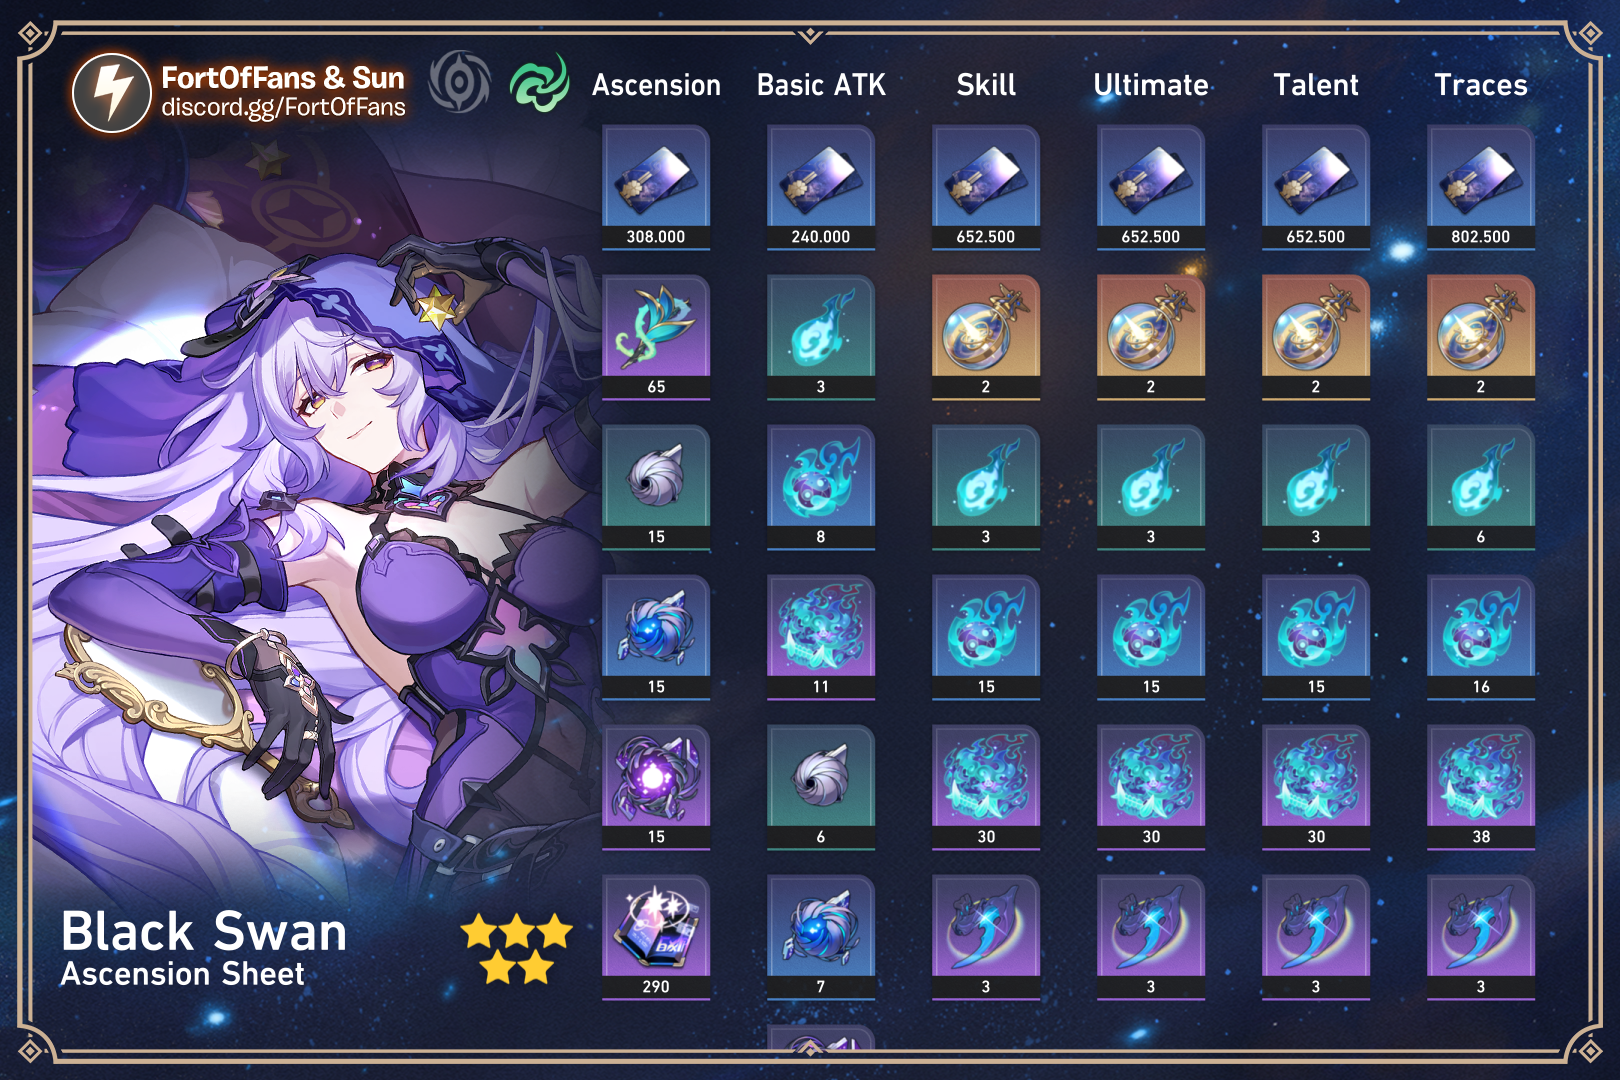 FortOfFans & Sun
discord.gg/FortOfFans
Ascension Basic ATK Skill Ultimate Talent Traces
308.000 240.000 652.500 652.500 652.500 802.500
65 3 2 2 2 2
15 8 3 3 3 6
15 11 15 15 15 16
15 6 30 30 30 38
290 7 3 3 3 3
Black Swan
Ascension Sheet